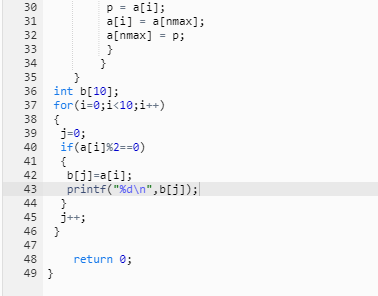 30 p = a[i];
31 a[i] = a[nmax];
32 a[nmax] = p;
33 }
34 }
35 }
36 int b[10];
37 for(i=0;i<10;i++)
38 {
39 j=0;
40 if(a[i]%2==0)
41 {
42 b[j]=a[i];
43 printf("%d\n",b[j]);
44 }
45 j++;
46 }
47
48 return 0;
49 }